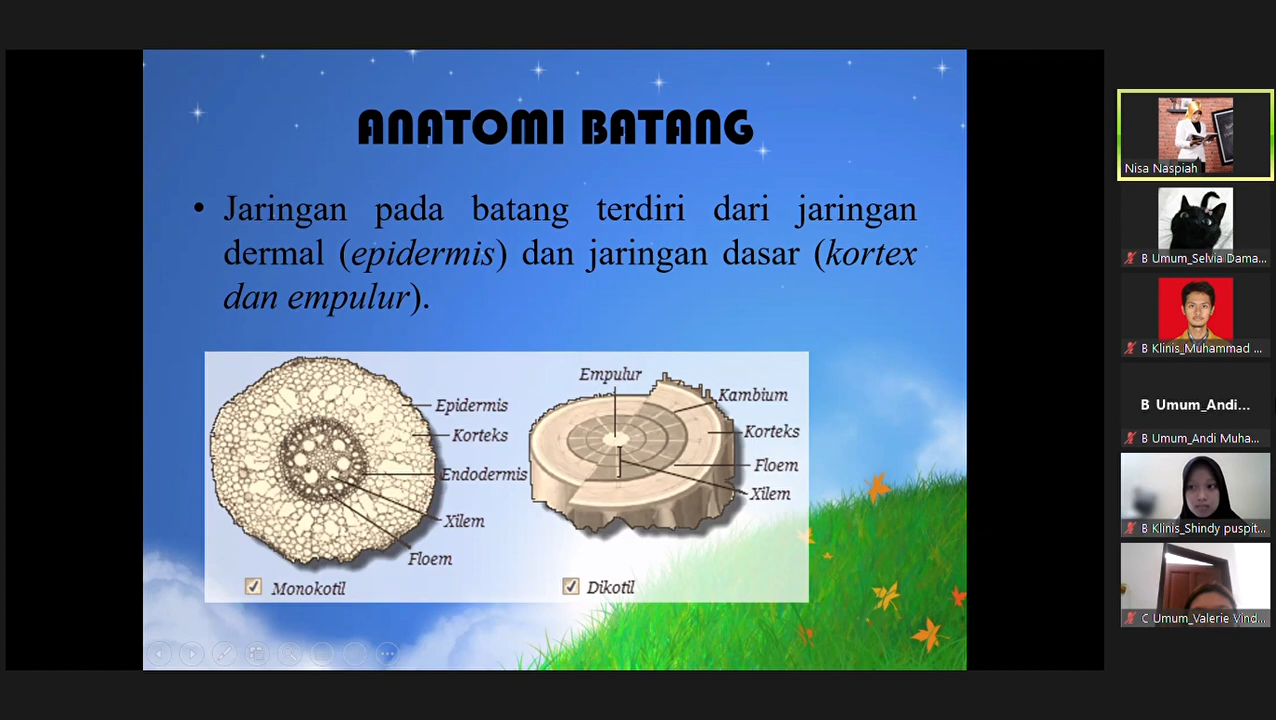 ANATOMI BATANG
• Jaringan pada batang terdiri dari jaringan
dermal (epidermis) dan jaringan dasar (kortex
dan empulur).
Epidermis
Korteks
Endodermis
Xilem
Floem
Monokotil
Empulur
Kambium
Korteks
Floem
Xilem
Dikotil
Nisa Naspiah
B Umum_Selvia Dama...
B Klinis_Muhammad ...
B Umum_Andi...
B Umum_Andi Muha...
B Klinis_Shindy puspit...
C Umum_Valerie Vind...